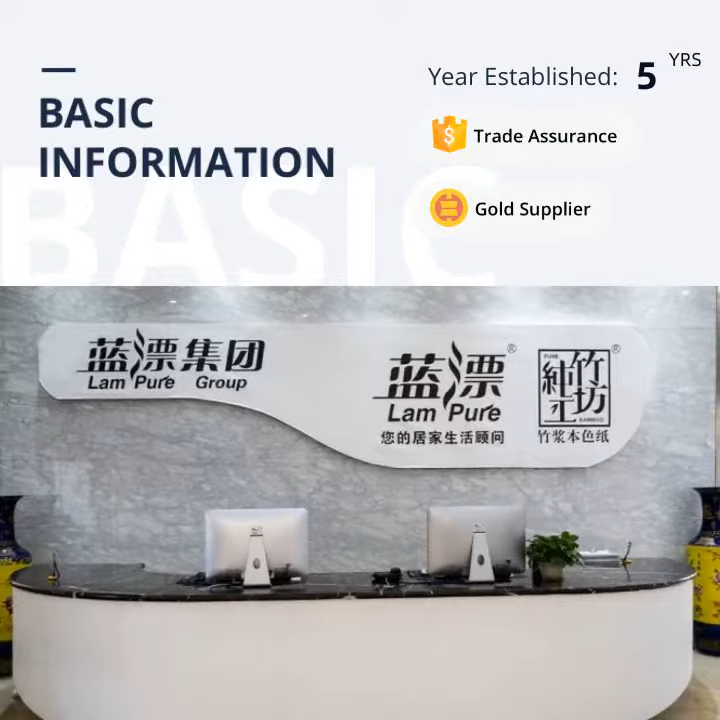 BASIC
INFORMATION
BASIC
Year Established: 5 YRS
Trade Assurance
Gold Supplier
蓝漂集团
Lam Pure Group
蓝漂®
Lam Pure
您的居家生活顾问
PURE
純竹
工坊
BAMBOO
®
竹浆本色纸